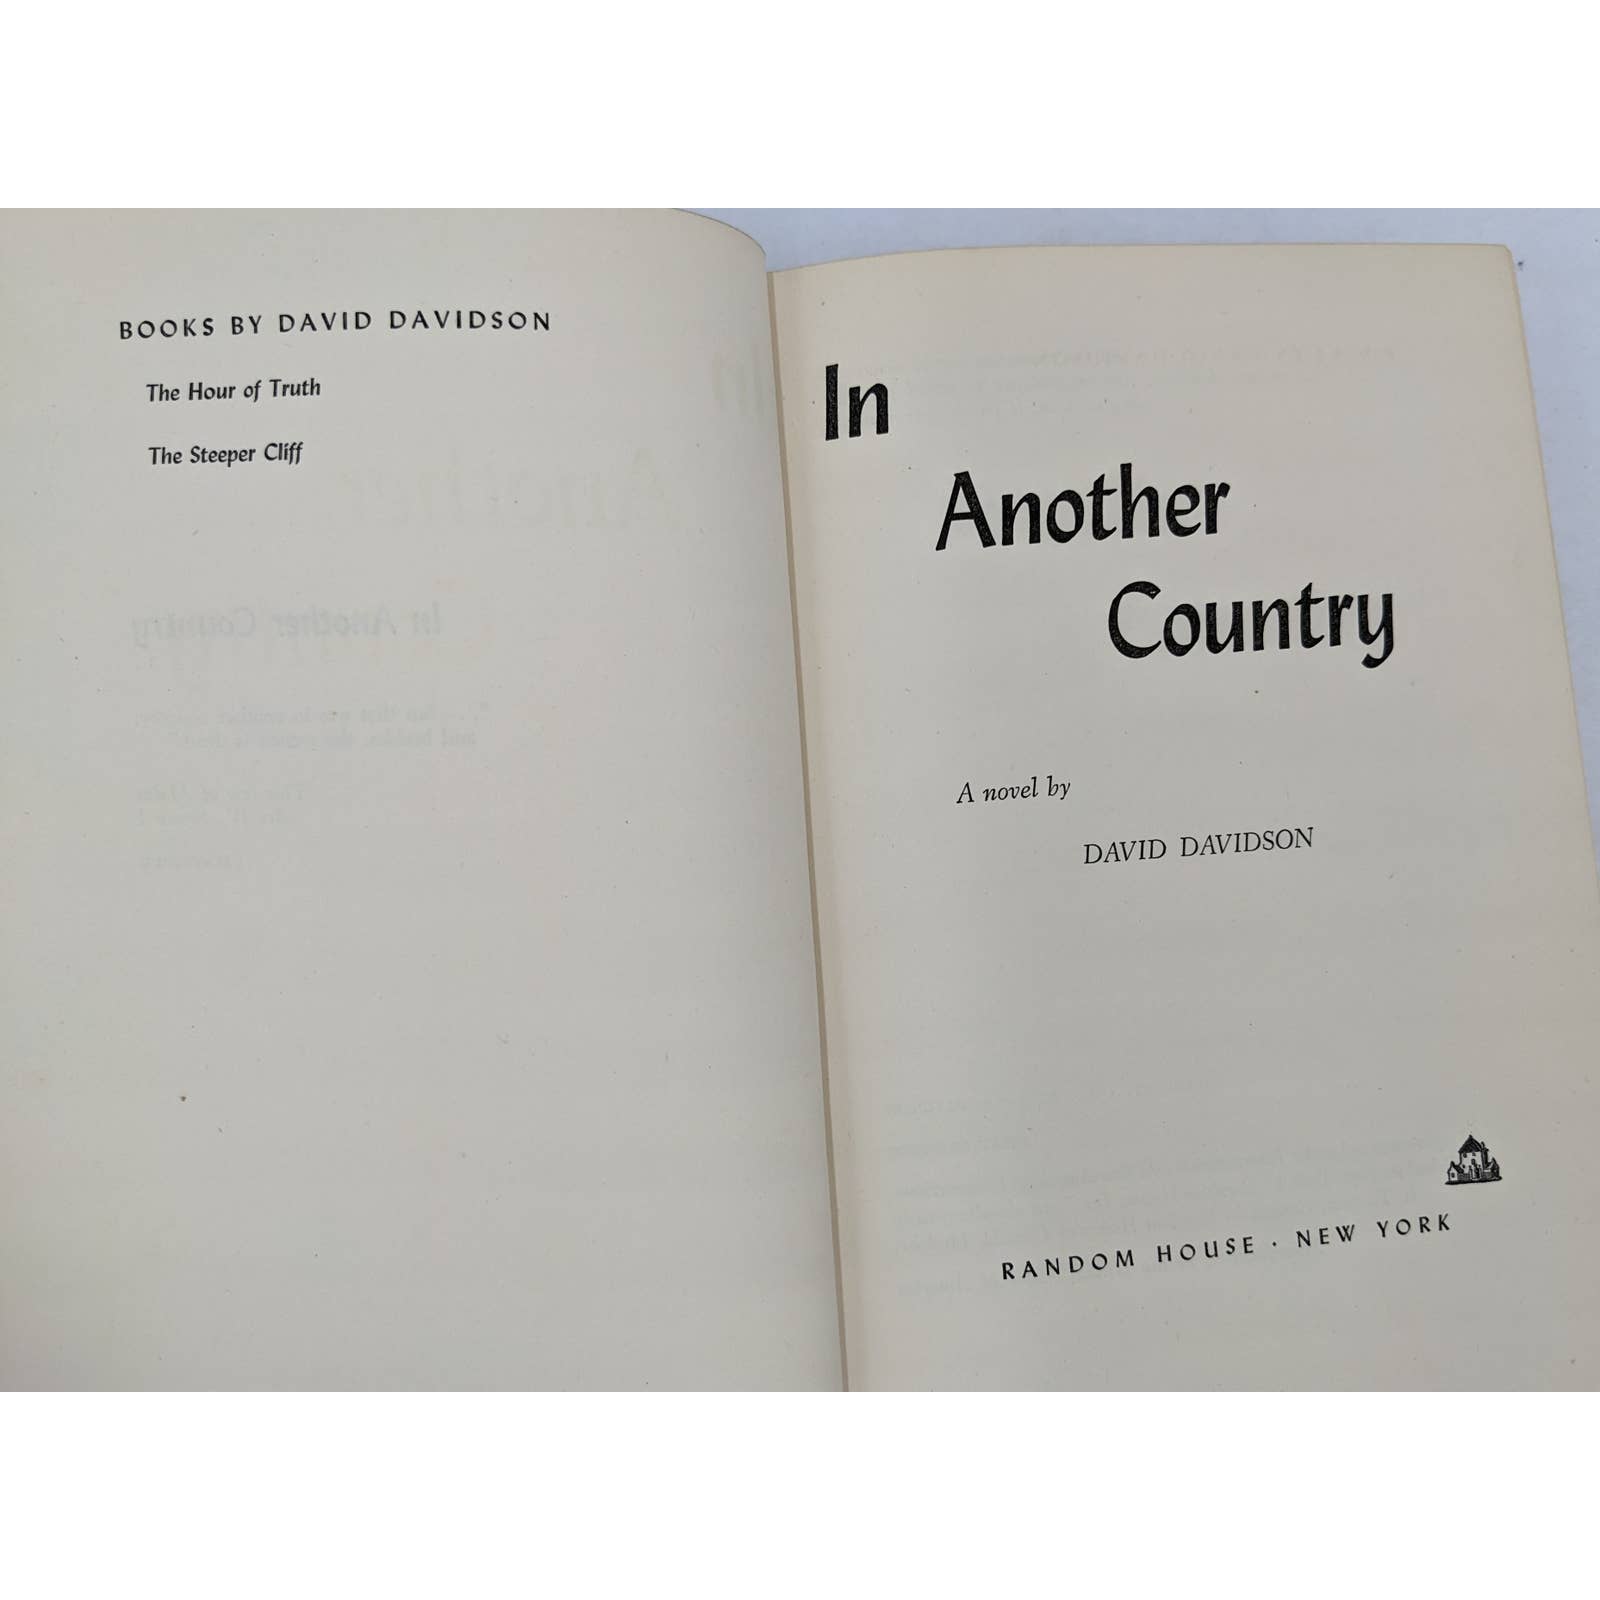 BOOKS BY DAVID DAVIDSON
The Hour of Truth
The Steeper Cliff
In
Another
Country
A novel by
DAVID DAVIDSON
RANDOM HOUSE · NEW YORK